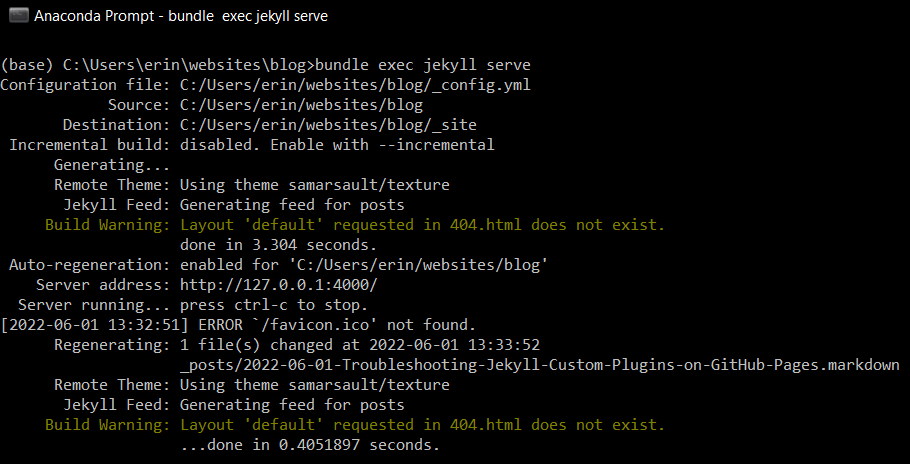 Anaconda Prompt - bundle  exec jekyll serve
(base) C:\Users\erin\websites\blog>bundle exec jekyll serve
Configuration file: C:/Users/erin/websites/blog/_config.yml
Source: C:/Users/erin/websites/blog
Destination: C:/Users/erin/websites/blog/_site
Incremental build: disabled. Enable with --incremental
Generating...
Remote Theme: Using theme samarsault/texture
Jekyll Feed: Generating feed for posts
Build Warning: Layout 'default' requested in 404.html does not exist.
done in 3.304 seconds.
Auto-regeneration: enabled for 'C:/Users/erin/websites/blog'
Server address: http://127.0.0.1:4000/
Server running... press ctrl-c to stop.
[2022-06-01 13:32:51] ERROR `/favicon.ico' not found.
Regenerating: 1 file(s) changed at 2022-06-01 13:33:52
_posts/2022-06-01-Troubleshooting-Jekyll-Custom-Plugins-on-GitHub-Pages.markdown
Remote Theme: Using theme samarsault/texture
Jekyll Feed: Generating feed for posts
Build Warning: Layout 'default' requested in 404.html does not exist.
...done in 0.4051897 seconds.